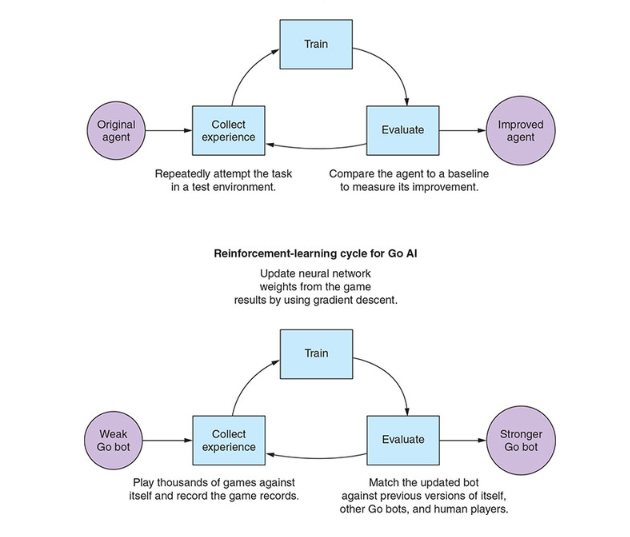 Train
Original
agent
Collect
experience
Evaluate
Improved
agent
Repeatedly attempt the task
in a test environment.
Compare the agent to a baseline
to measure its improvement.
Reinforcement-learning cycle for Go AI
Update neural network
weights from the game
results by using gradient descent.
Train
Weak
Go bot
Collect
experience
Evaluate
Stronger
Go bot
Play thousands of games against
itself and record the game records.
Match the updated bot
against previous versions of itself,
other Go bots, and human players.